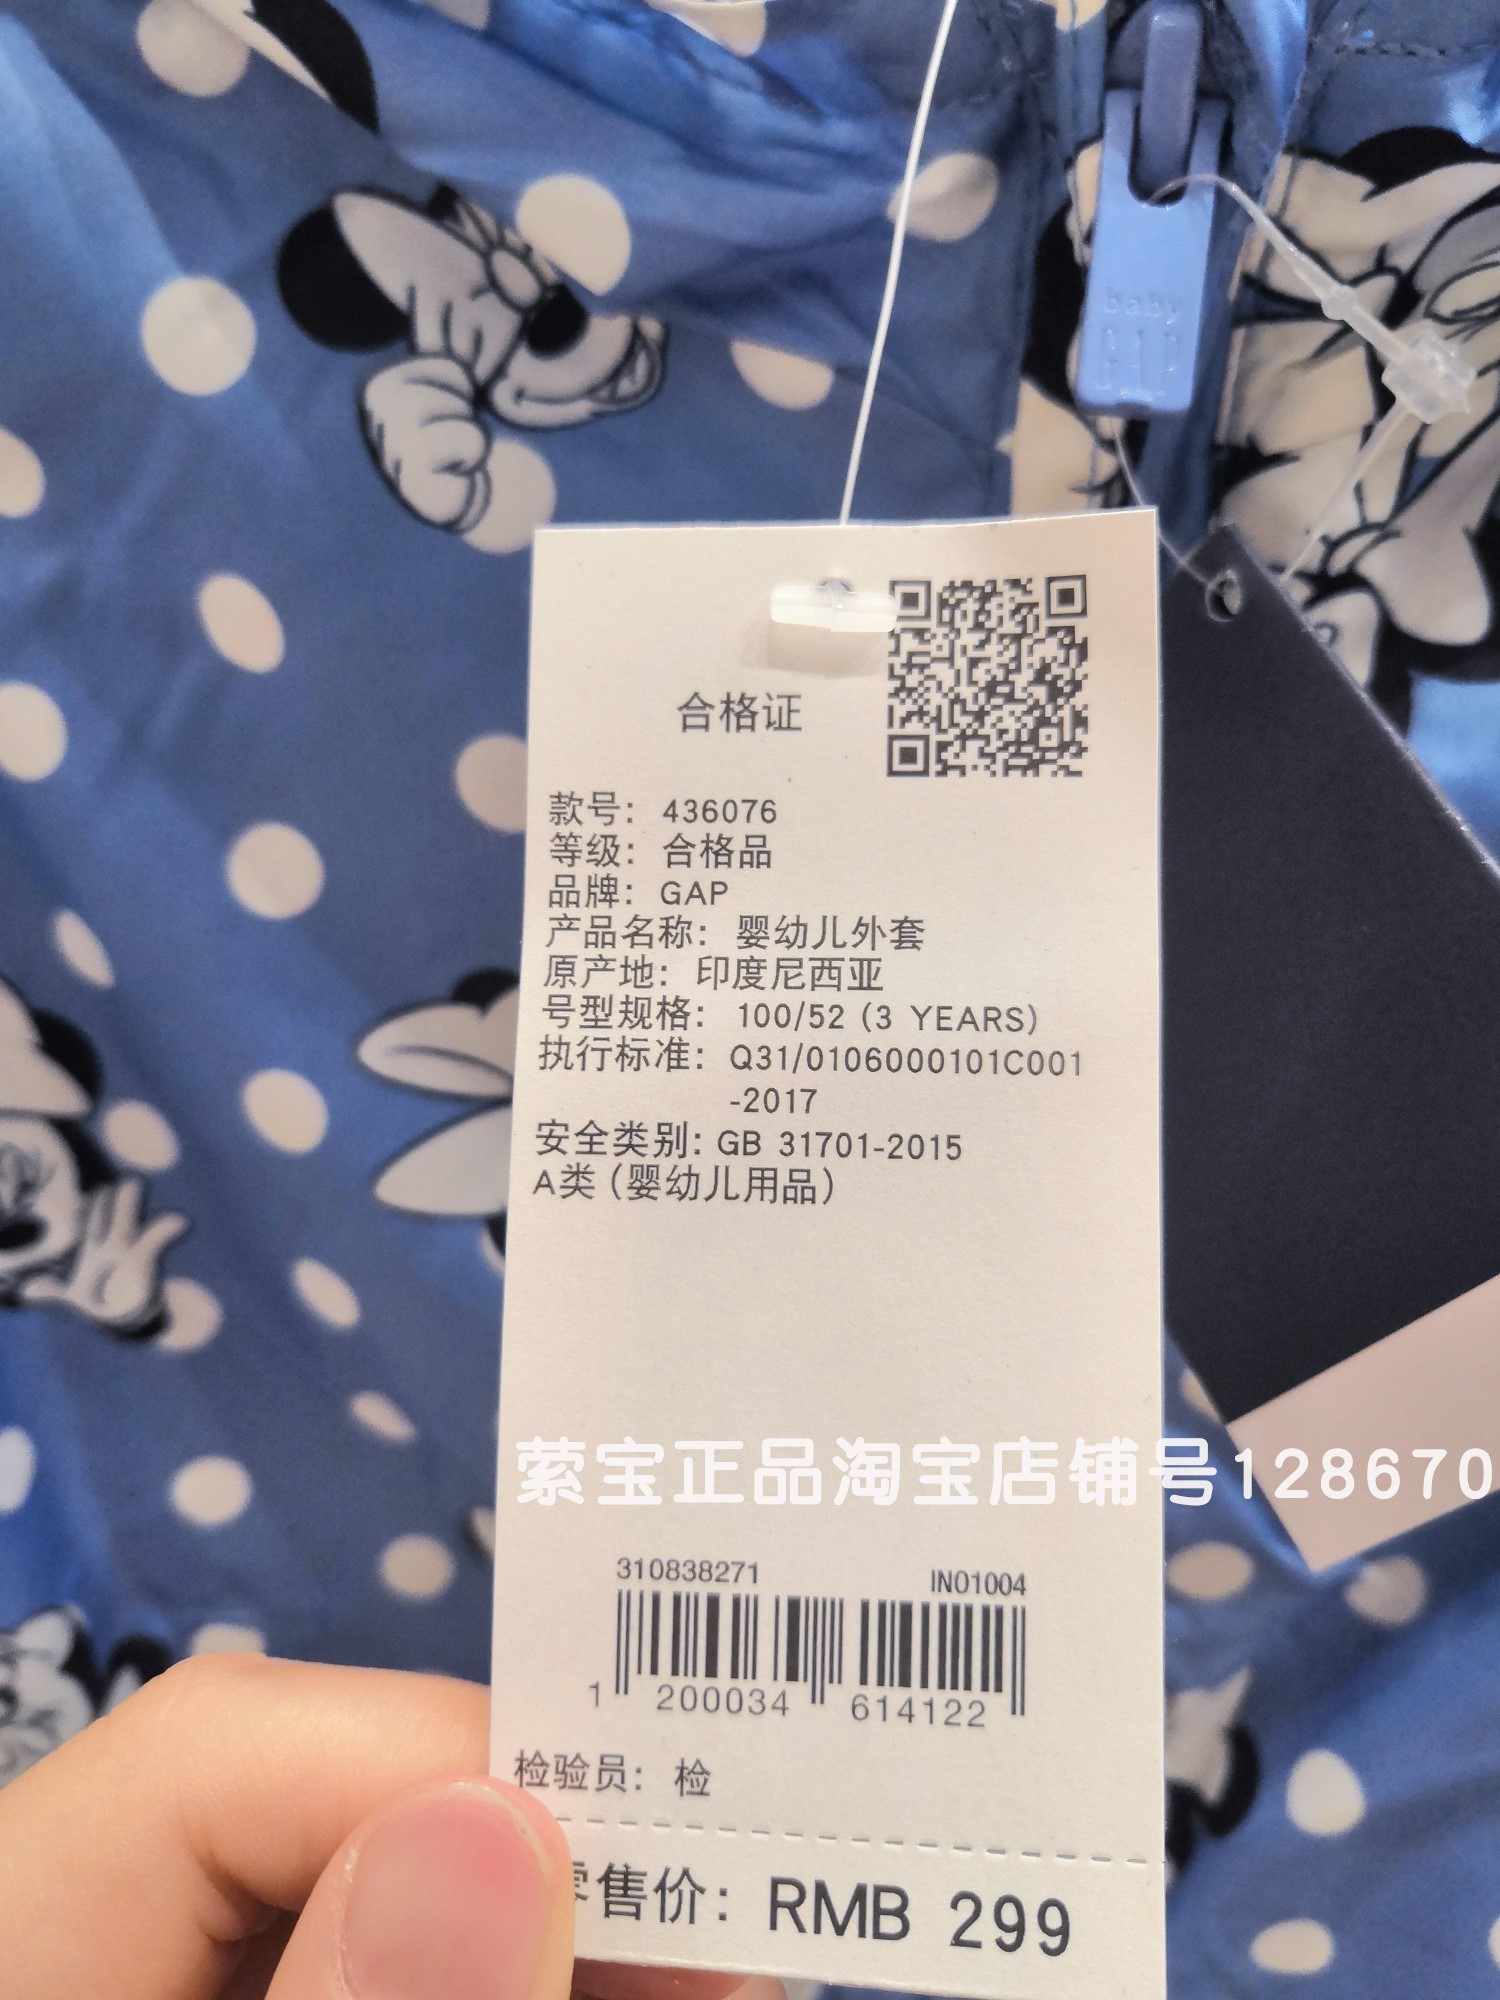 baby
GAP
合格证
款号: 436076
等级: 合格品
品牌: GAP
产品名称: 婴幼儿外套
原产地: 印度尼西亚
号型规格: 100/52 (3 YEARS)
执行标准: Q31/0106000101C001
-2017
安全类别: GB 31701-2015
A类 (婴幼儿用品)
萦宝正品淘宝店铺号128670
310838271 IN01004
1 200034 614122
检验员: 检
零售价: RMB 299